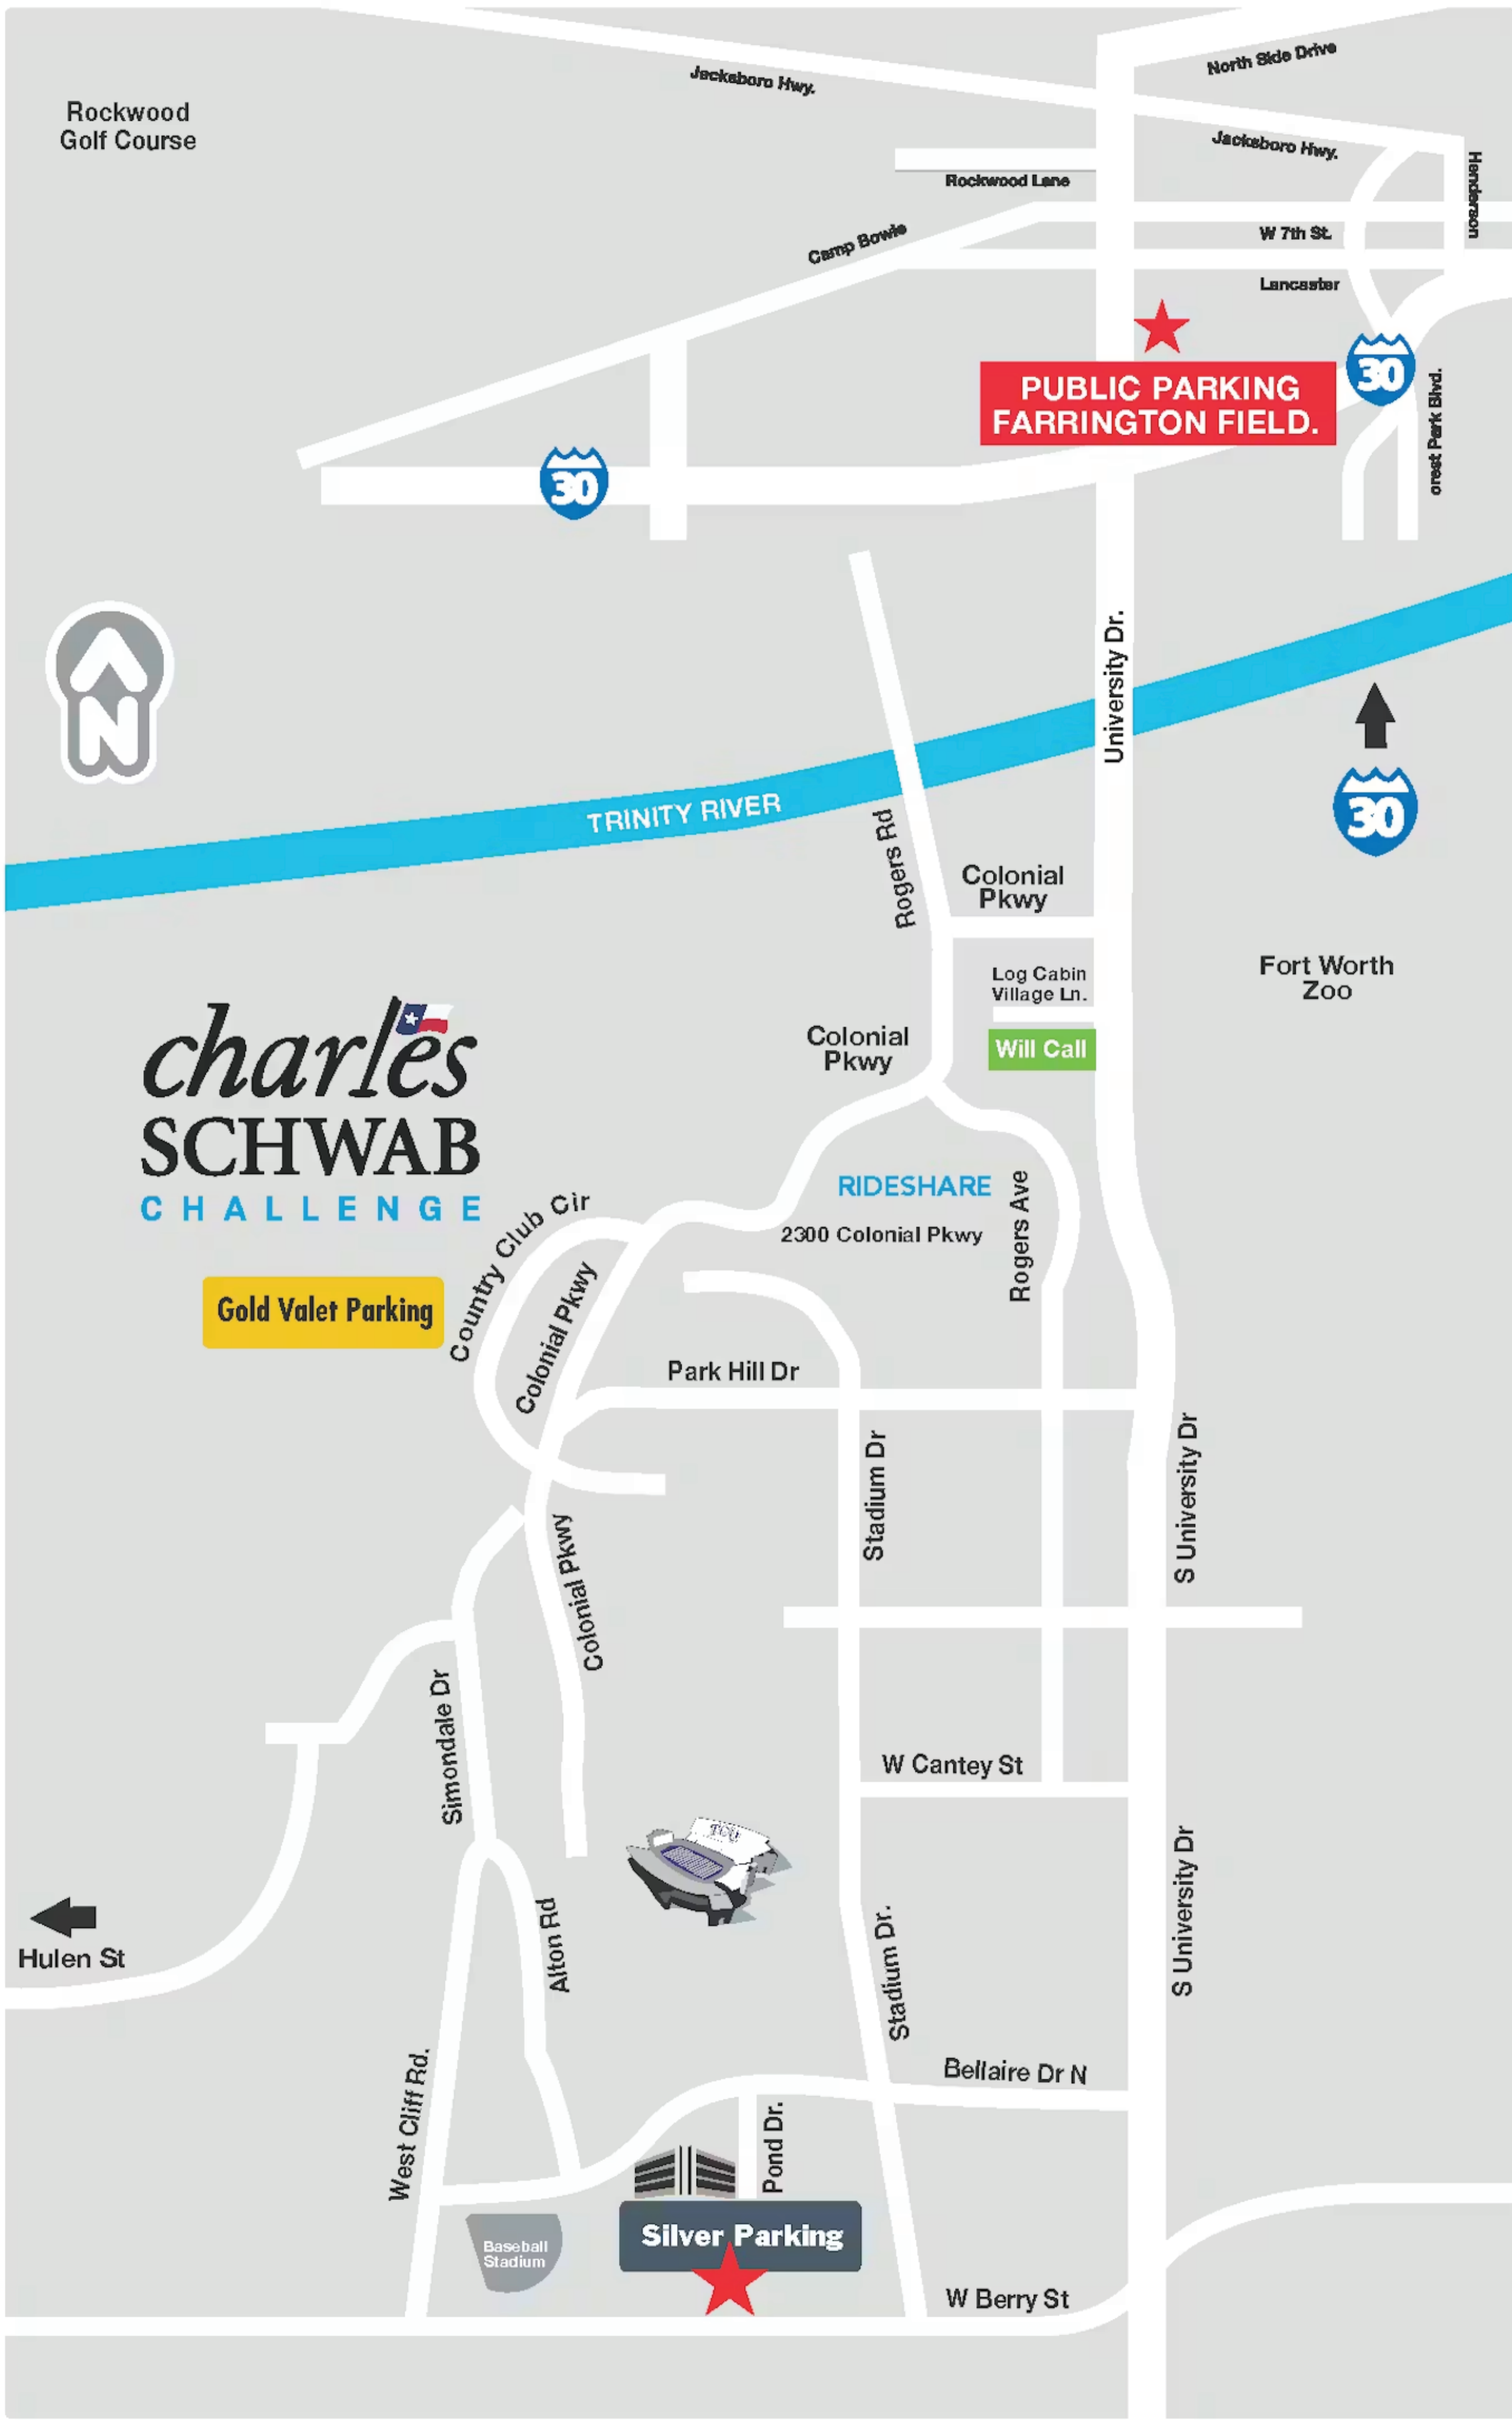 North Side Drive
Jacksboro Hwy.
Rockwood
Golf Course
Jacksboro Hwy.
Henderson
Rockwood Lane
Camp Bowie
W 7th St.
Lancaster
30
PUBLIC PARKING
FARRINGTON FIELD.
orest Park Blvd.
30
N
University Dr.
TRINITY RIVER
30
Rogers Rd
Colonial
Pkwy
Fort Worth
Zoo
Log Cabin
Village Ln.
Will Call
Colonial
Pkwy
charles
SCHWAB
CHALLENGE
RIDESHARE
2300 Colonial Pkwy
Rogers Ave
Country Club Cir
Colonial Pkwy
Gold Valet Parking
Park Hill Dr
Stadium Dr
S University Dr
Colonial Pkwy
Simondale Dr
W Cantey St
TCU
S University Dr
Hulen St
Alton Rd
Stadium Dr.
West Cliff Rd.
Bellaire Dr N
Pond Dr.
Silver Parking
Baseball
Stadium
W Berry St